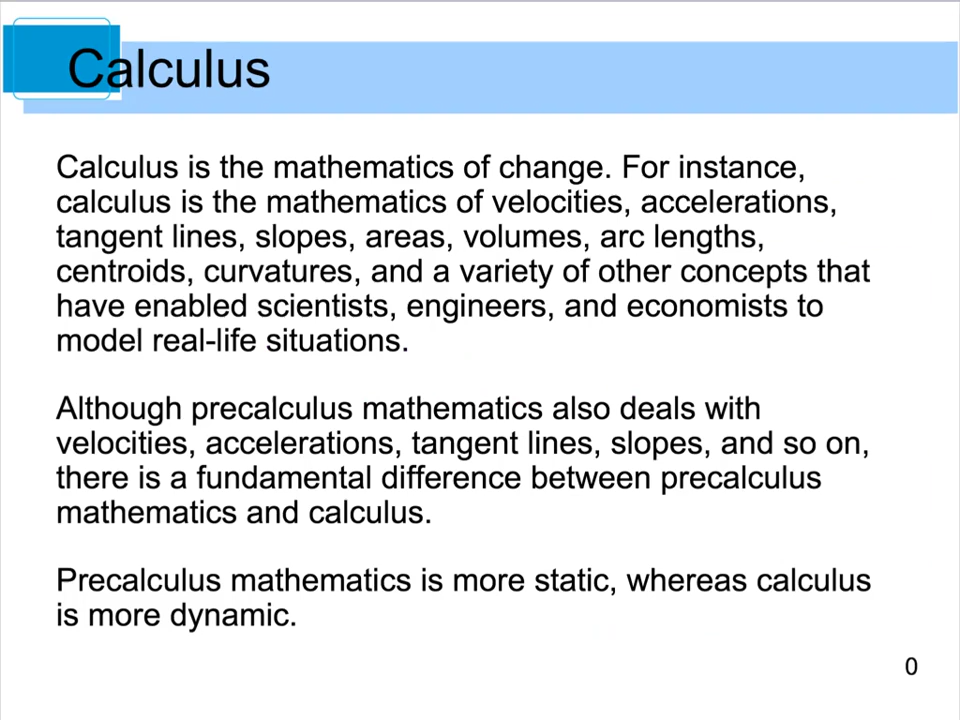 Calculus
Calculus is the mathematics of change. For instance,
calculus is the mathematics of velocities, accelerations,
tangent lines, slopes, areas, volumes, arc lengths,
centroids, curvatures, and a variety of other concepts that
have enabled scientists, engineers, and economists to
model real-life situations.
Although precalculus mathematics also deals with
velocities, accelerations, tangent lines, slopes, and so on,
there is a fundamental difference between precalculus
mathematics and calculus.
Precalculus mathematics is more static, whereas calculus
is more dynamic.
0